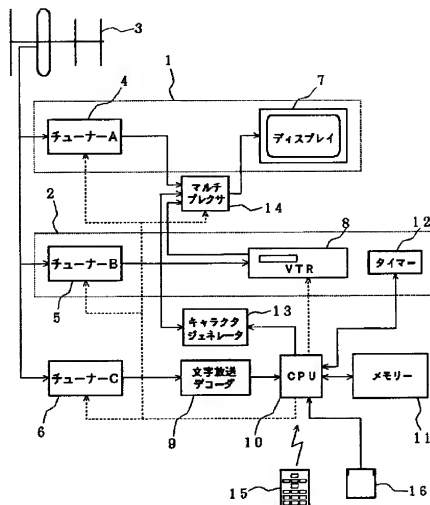 3
1
4
7
チューナーA
ディスプレイ
マルチ
プレクサ
14
2
8
12
チューナーB
VTR
タイマー
5
13
キャラクタ
ジェネレータ
チューナーC
文字放送
デコーダ
CPU
メモリー
6
9
10
11
15
16